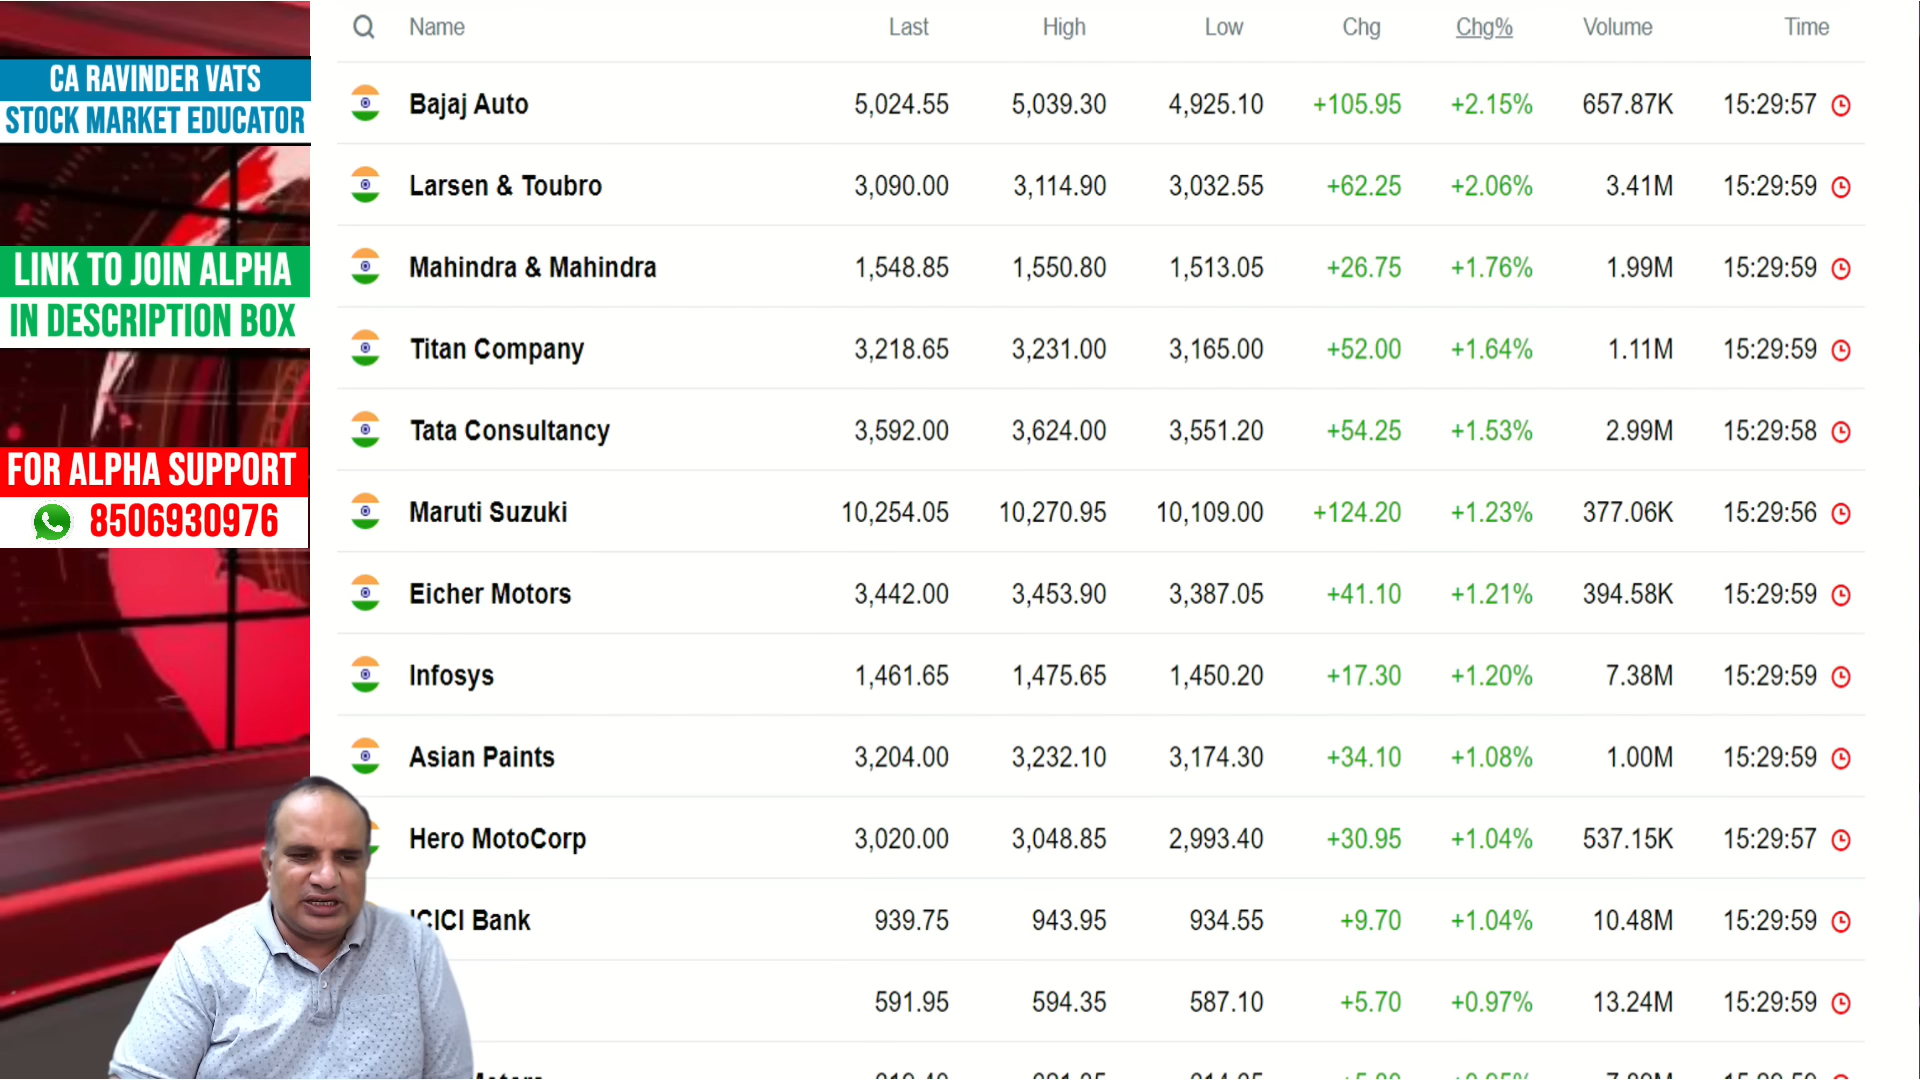 CA RAVINDER VATS
STOCK MARKET EDUCATOR
LINK TO JOIN ALPHA
IN DESCRIPTION BOX
FOR ALPHA SUPPORT
8506930976
Name Last High Low Chg Chg% Volume Time
Bajaj Auto 5,024.55 5,039.30 4,925.10 +105.95 +2.15% 657.87K 15:29:57
Larsen & Toubro 3,090.00 3,114.90 3,032.55 +62.25 +2.06% 3.41M 15:29:59
Mahindra & Mahindra 1,548.85 1,550.80 1,513.05 +26.75 +1.76% 1.99M 15:29:59
Titan Company 3,218.65 3,231.00 3,165.00 +52.00 +1.64% 1.11M 15:29:59
Tata Consultancy 3,592.00 3,624.00 3,551.20 +54.25 +1.53% 2.99M 15:29:58
Maruti Suzuki 10,254.05 10,270.95 10,109.00 +124.20 +1.23% 377.06K 15:29:56
Eicher Motors 3,442.00 3,453.90 3,387.05 +41.10 +1.21% 394.58K 15:29:59
Infosys 1,461.65 1,475.65 1,450.20 +17.30 +1.20% 7.38M 15:29:59
Asian Paints 3,204.00 3,232.10 3,174.30 +34.10 +1.08% 1.00M 15:29:59
Hero MotoCorp 3,020.00 3,048.85 2,993.40 +30.95 +1.04% 537.15K 15:29:57
ICICI Bank 939.75 943.95 934.55 +9.70 +1.04% 10.48M 15:29:59
591.95 594.35 587.10 +5.70 +0.97% 13.24M 15:29:59